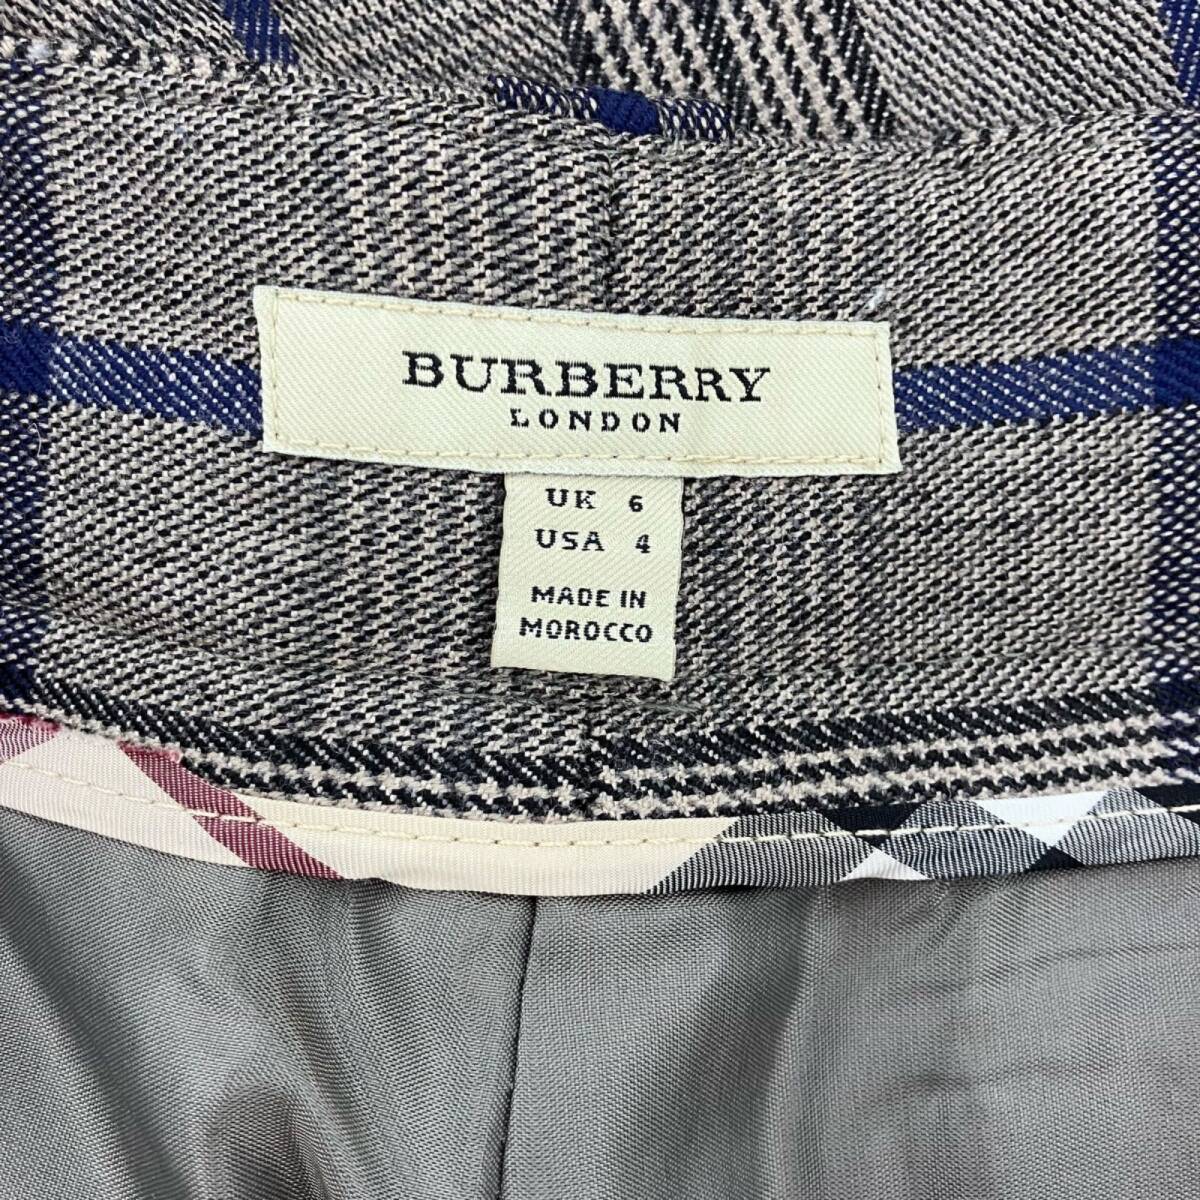 BURBERRY
LONDON
UK 6
USA 4
MADE IN
MOROCCO